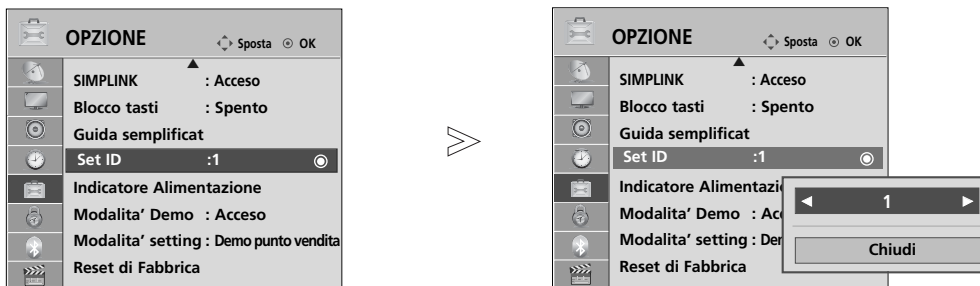 OPZIONE Sposta OK
SIMPLINK : Acceso
Blocco tasti : Spento
Guida semplificat
Set ID :1
Indicatore Alimentazione
Modalita' Demo : Acceso
Modalita' setting : Demo punto vendita
Reset di Fabbrica
OPZIONE Sposta OK
SIMPLINK : Acceso
Blocco tasti : Spento
Guida semplificat
Set ID :1
Indicatore Alimentazi
Modalita' Demo : Ac
Modalita' setting : Der
Reset di Fabbrica
1
Chiudi